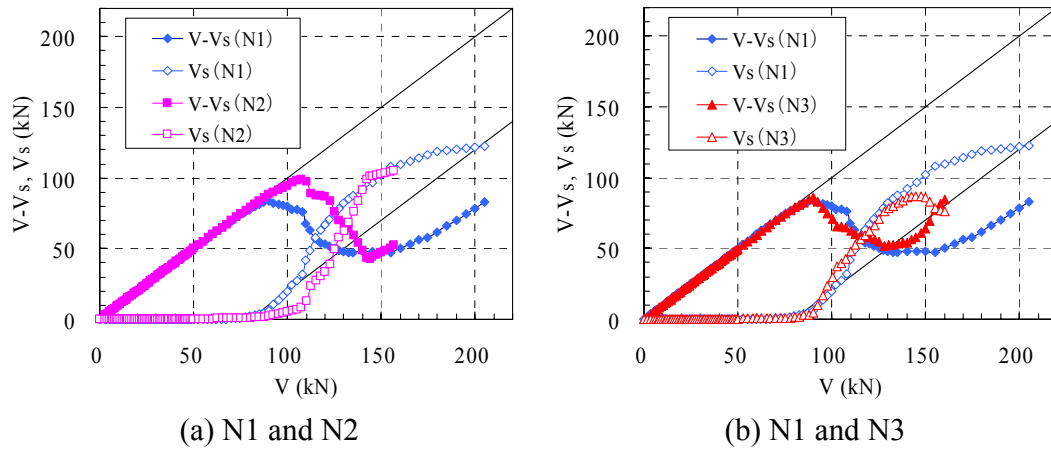 V-Vs, Vs (kN)
200
150
100
50
0
V-Vs(N1)
Vs(N1)
V-Vs(N2)
Vs(N2)
0 50 100 150 200
V (kN)
(a) N1 and N2
V-Vs, Vs (kN)
200
150
100
50
0
V-Vs(N1)
Vs(N1)
V-Vs(N3)
Vs(N3)
0 50 100 150 200
V (kN)
(b) N1 and N3